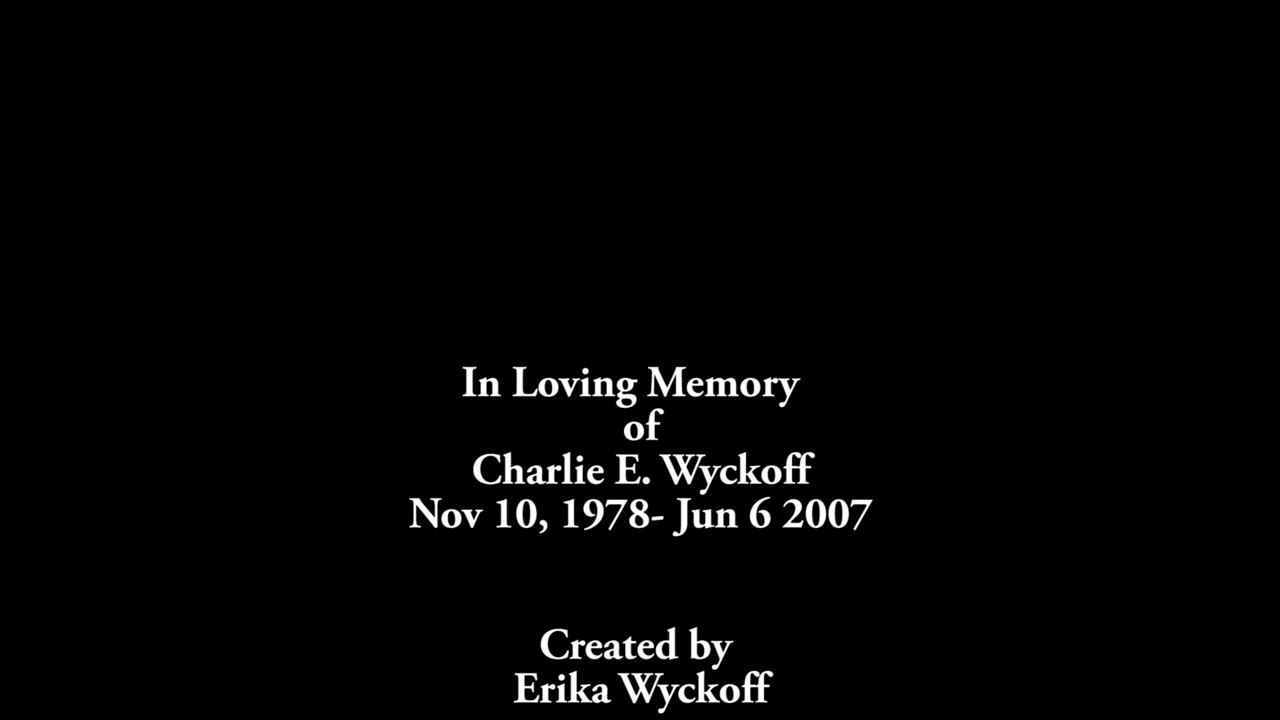 In Loving Memory
of
Charlie E. Wyckoff
Nov 10, 1978- Jun 6 2007
Created by
Erika Wyckoff